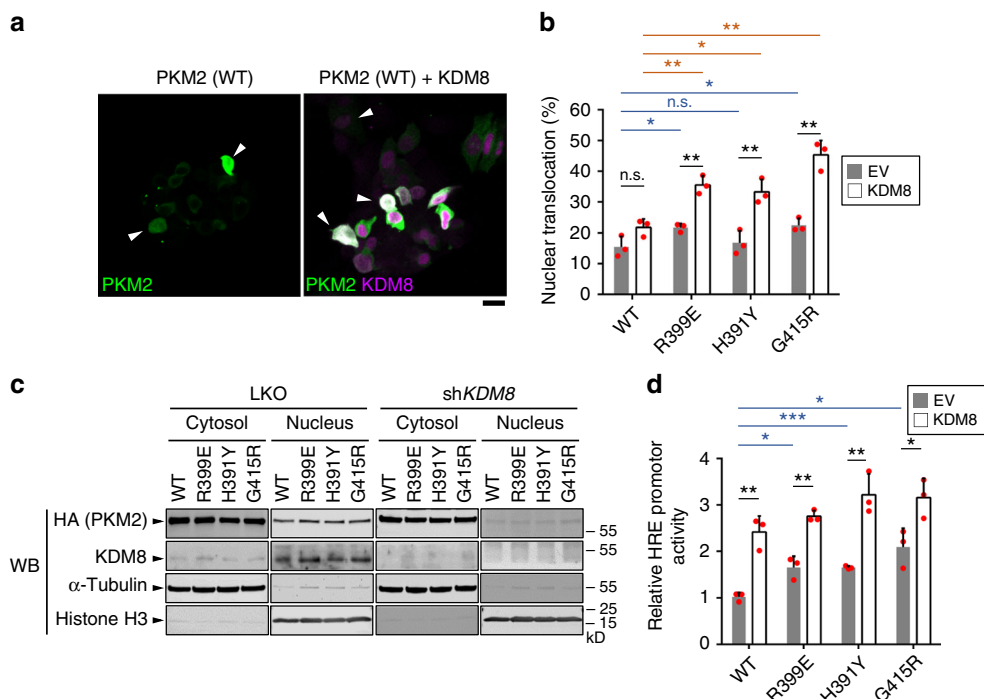 a
PKM2 (WT)
PKM2 (WT) + KDM8
PKM2
PKM2 KDM8
b
**
*
**
*
n.s.
*
n.s.
**
**
**
Nuclear translocation (%)
60
50
40
30
20
10
0
WT
R399E
H391Y
G415R
EV
KDM8
c
LKO
shKDM8
Cytosol
Nucleus
Cytosol
Nucleus
WT R399E H391Y G415R WT R399E H391Y G415R WT R399E H391Y G415R WT R399E H391Y G415R
WB
HA (PKM2)
55
KDM8
55
α-Tubulin
55
25
Histone H3
15
kD
d
EV
KDM8
*
***
*
**
**
**
*
Relative HRE promotor
activity
4
3
2
1
0
WT
R399E
H391Y
G415R